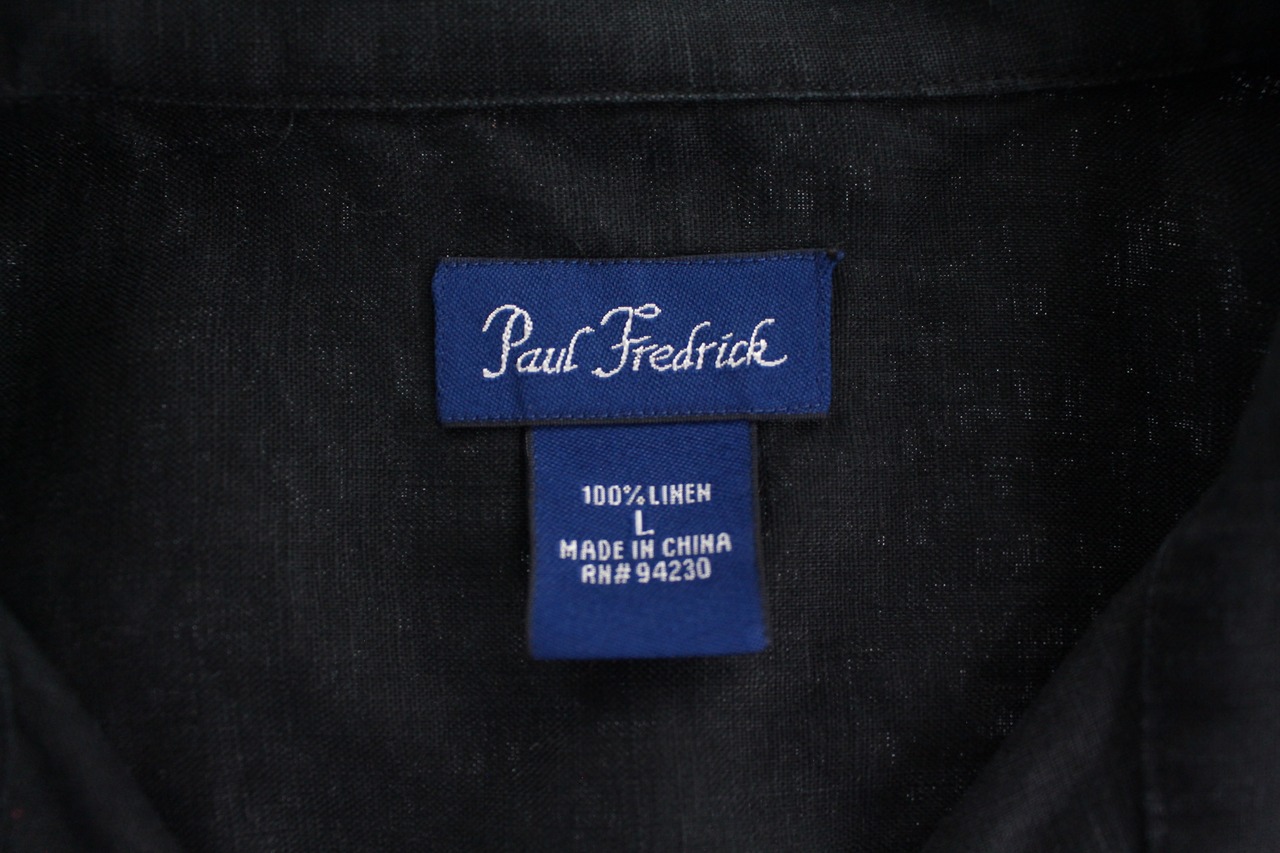 Paul Fredrick
100% LINEN
L
MADE IN CHINA
RN# 94230